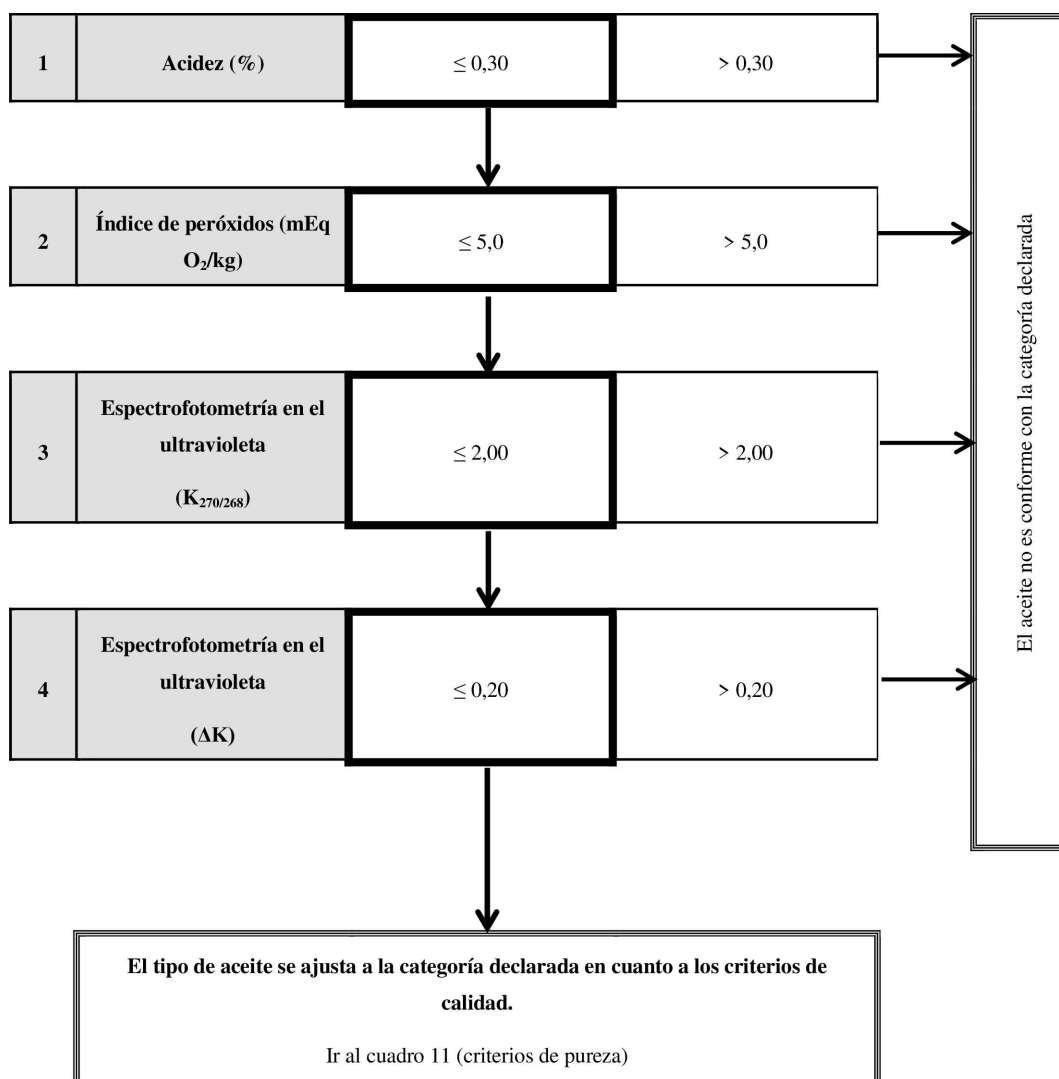 1
Acidez (%)
≤ 0,30
> 0,30
2
Índice de peróxidos (mEq
O₂/kg)
≤ 5,0
> 5,0
3
Espectrofotometría en el
ultravioleta
(K₂₇₀/₂₆₈)
≤ 2,00
> 2,00
4
Espectrofotometría en el
ultravioleta
(ΔK)
≤ 0,20
> 0,20
El aceite no es conforme con la categoría declarada
El tipo de aceite se ajusta a la categoría declarada en cuanto a los criterios de
calidad.
Ir al cuadro 11 (criterios de pureza)